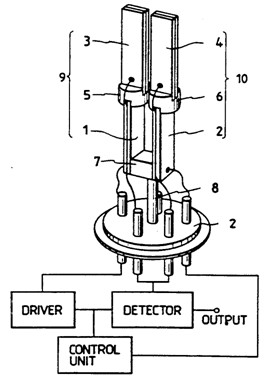 3
4
9
10
5
6
1
2
7
8
2
DRIVER
DETECTOR
OUTPUT
CONTROL
UNIT